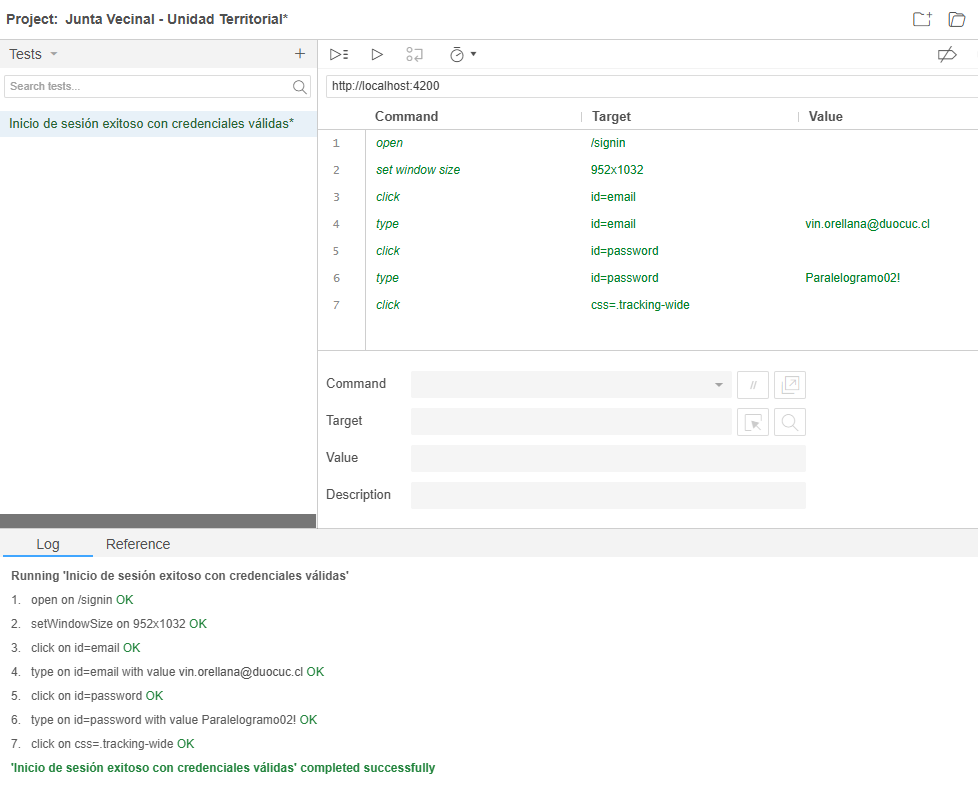 Project: Junta Vecinal - Unidad Territorial*
Tests
Search tests...
Inicio de sesión exitoso con credenciales válidas*
http://localhost:4200
Command Target Value
1 open /signin
2 set window size 952x1032
3 click id=email
4 type id=email vin.orellana@duocuc.cl
5 click id=password
6 type id=password Paralelogramo02!
7 click css=.tracking-wide
Command //
Target
Value
Description
Log Reference
Running 'Inicio de sesión exitoso con credenciales válidas'
1. open on /signin OK
2. setWindowSize on 952x1032 OK
3. click on id=email OK
4. type on id=email with value vin.orellana@duocuc.cl OK
5. click on id=password OK
6. type on id=password with value Paralelogramo02! OK
7. click on css=.tracking-wide OK
'Inicio de sesión exitoso con credenciales válidas' completed successfully